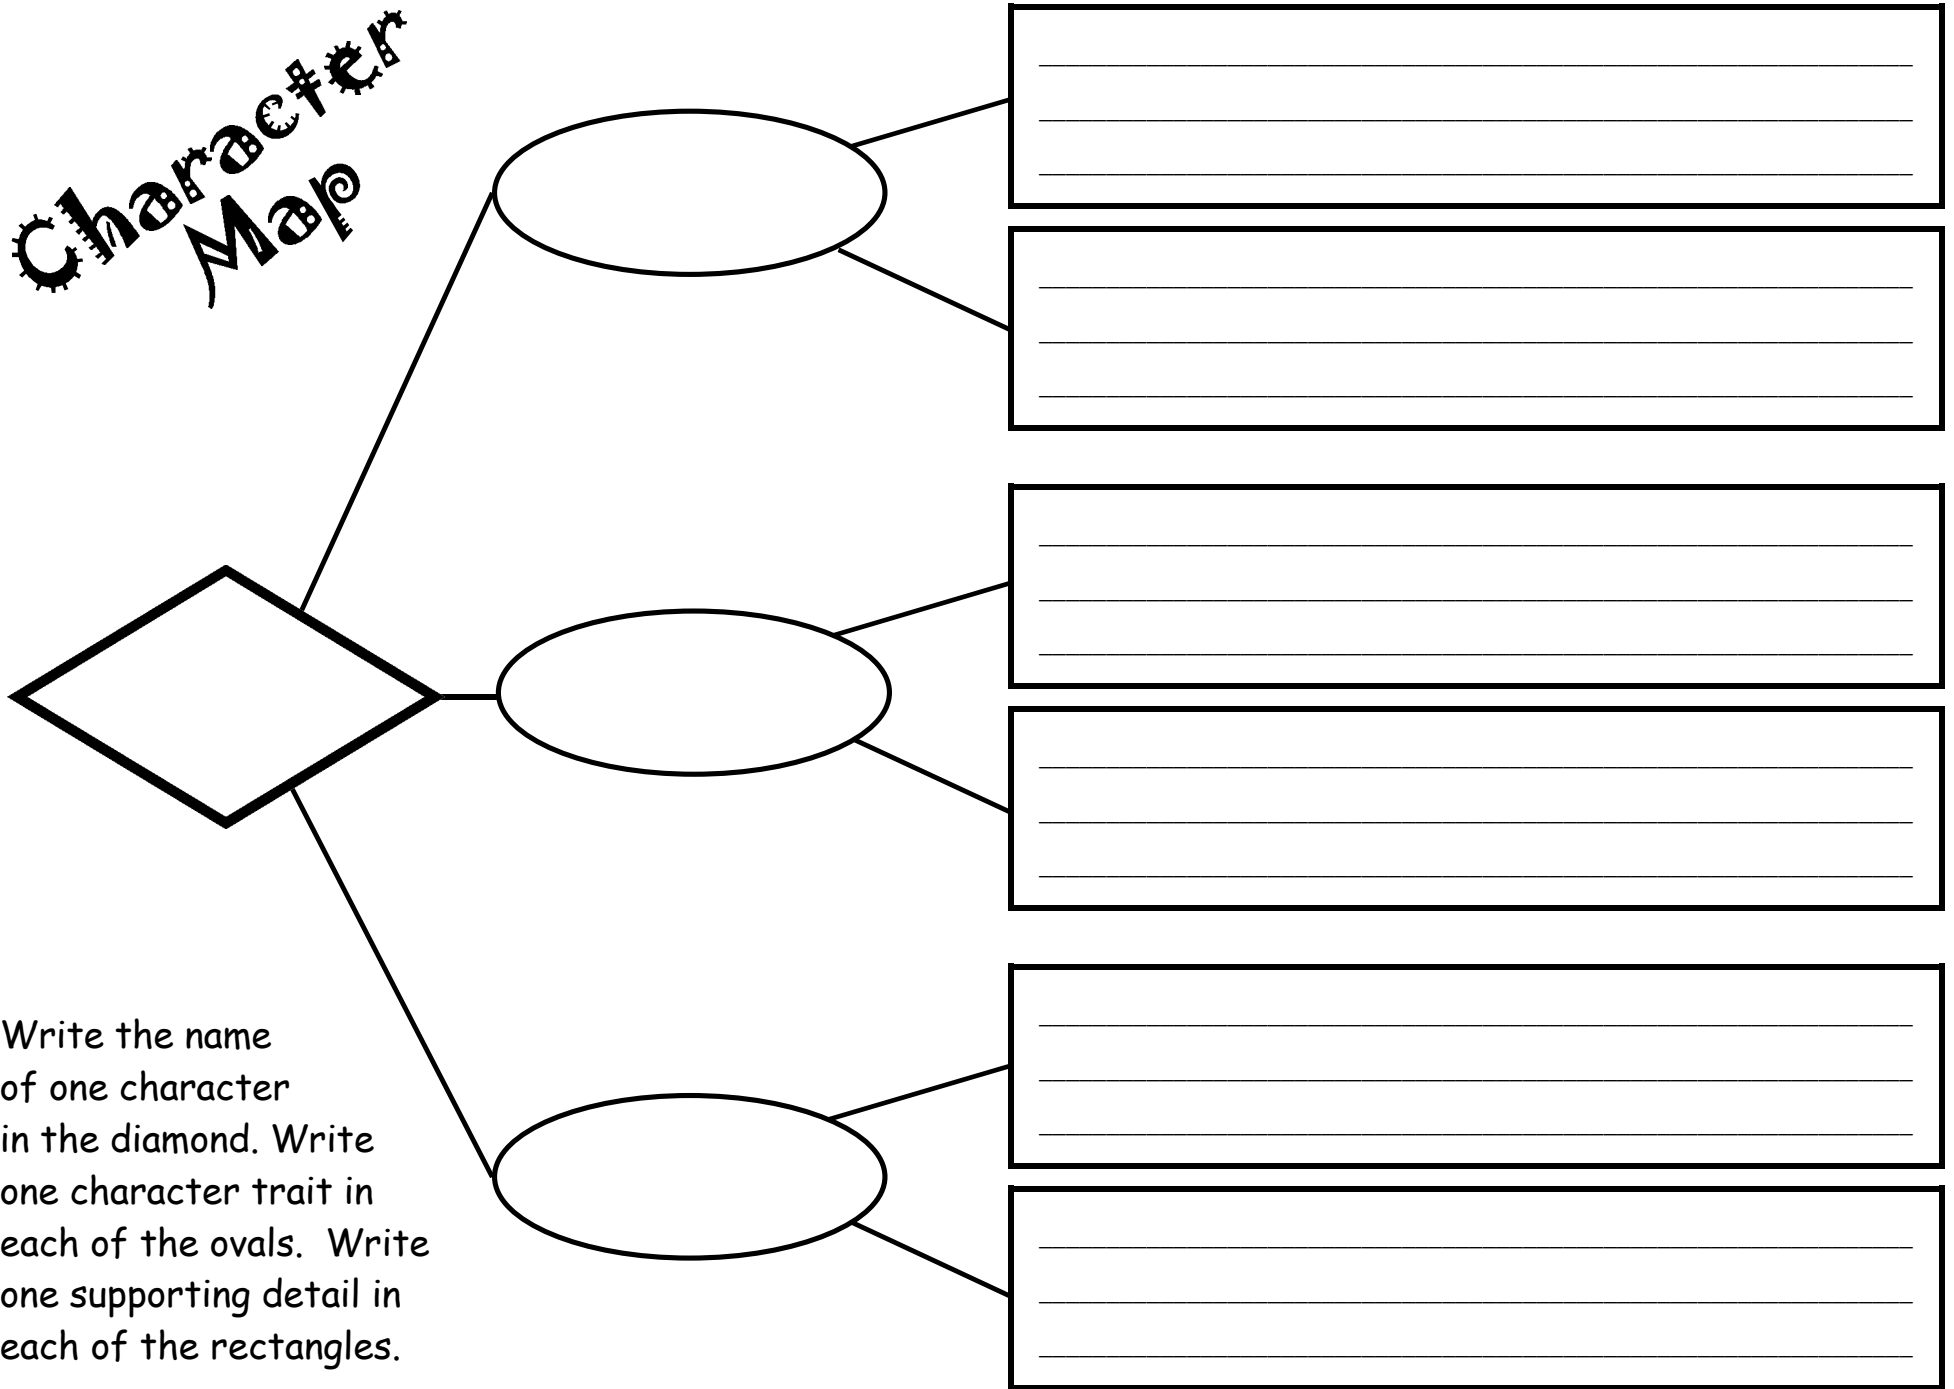 Character
Map
Write the name
of one character
in the diamond. Write
one character trait in
each of the ovals.  Write
one supporting detail in
each of the rectangles.